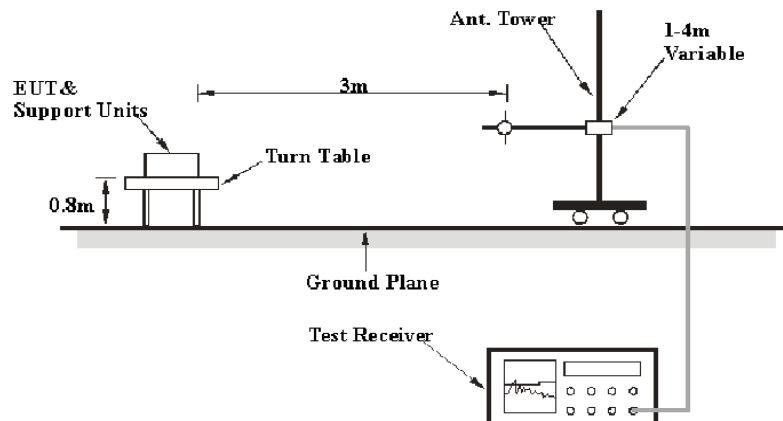 Ant. Tower
1-4m
Variable
EUT &
Support Units
3m
Turn Table
0.8m
Ground Plane
Test Receiver